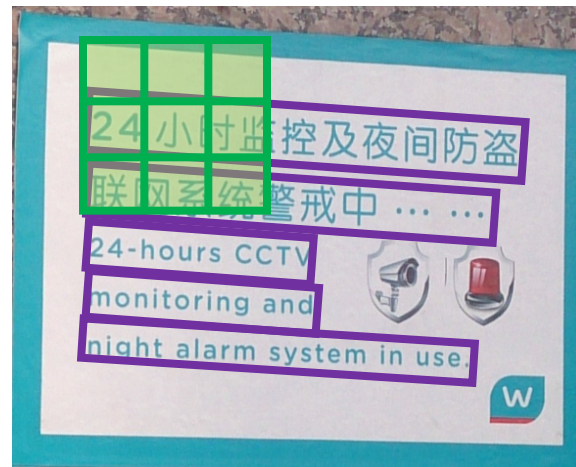 24小时监控及夜间防盗
联网系统警戒中 ··· ···
24-hours CCTV
monitoring and
night alarm system in use.
W